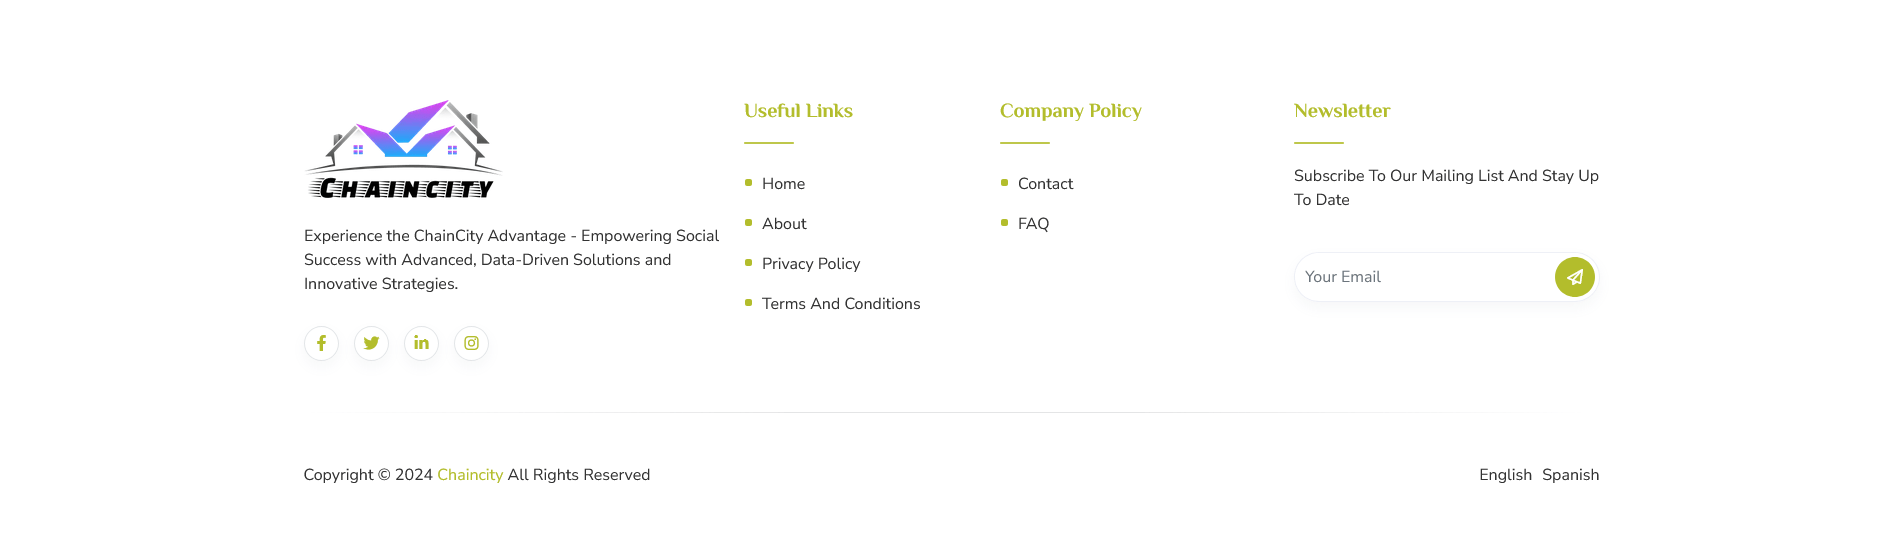 CHAINCITY
Experience the ChainCity Advantage - Empowering Social
Success with Advanced, Data-Driven Solutions and
Innovative Strategies.
Useful Links
Home
About
Privacy Policy
Terms And Conditions
Company Policy
Contact
FAQ
Newsletter
Subscribe To Our Mailing List And Stay Up
To Date
Your Email
Copyright © 2024 Chaincity All Rights Reserved
English Spanish